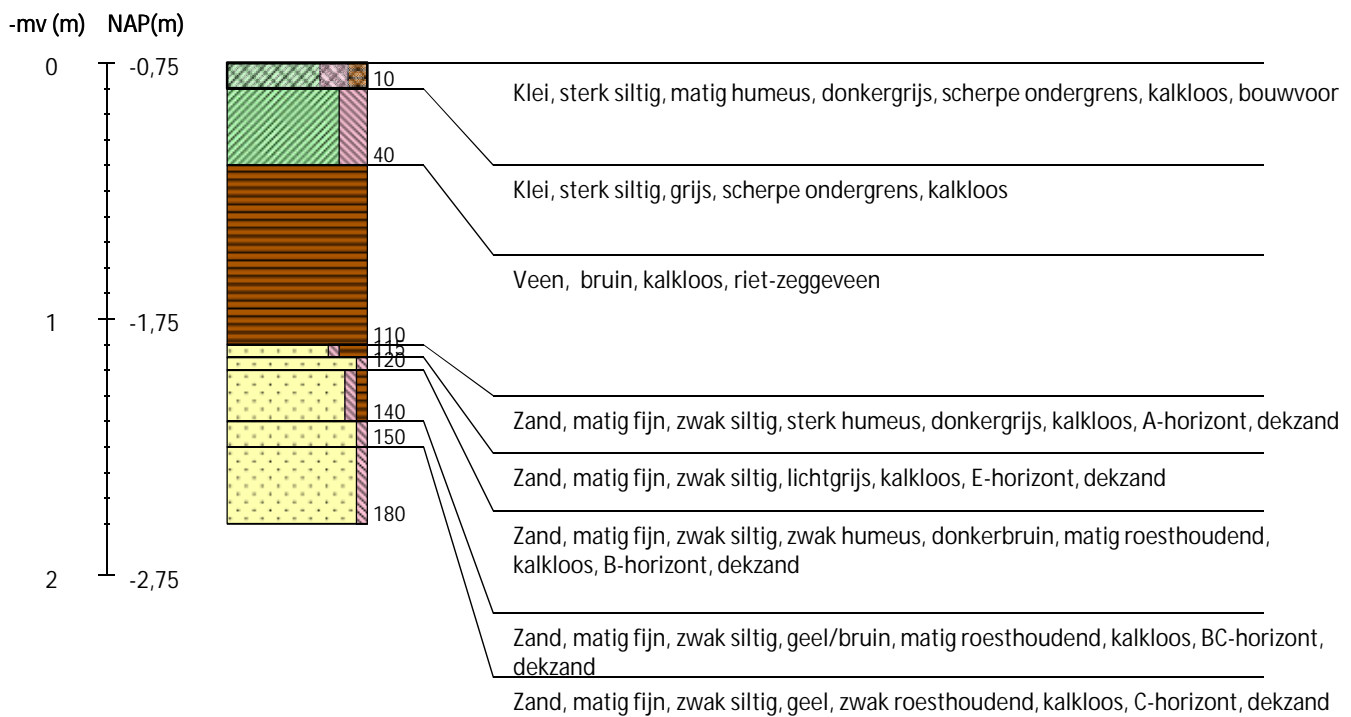 -mv (m) NAP(m)
0 -0,75
10
Klei, sterk siltig, matig humeus, donkergrijs, scherpe ondergrens, kalkloos, bouwvoor
40
Klei, sterk siltig, grijs, scherpe ondergrens, kalkloos
Veen, bruin, kalkloos, riet-zeggeveen
1 -1,75
110
115
120
Zand, matig fijn, zwak siltig, sterk humeus, donkergrijs, kalkloos, A-horizont, dekzand
140
150
Zand, matig fijn, zwak siltig, lichtgrijs, kalkloos, E-horizont, dekzand
180
Zand, matig fijn, zwak siltig, zwak humeus, donkerbruin, matig roesthoudend,
kalkloos, B-horizont, dekzand
2 -2,75
Zand, matig fijn, zwak siltig, geel/bruin, matig roesthoudend, kalkloos, BC-horizont,
dekzand
Zand, matig fijn, zwak siltig, geel, zwak roesthoudend, kalkloos, C-horizont, dekzand